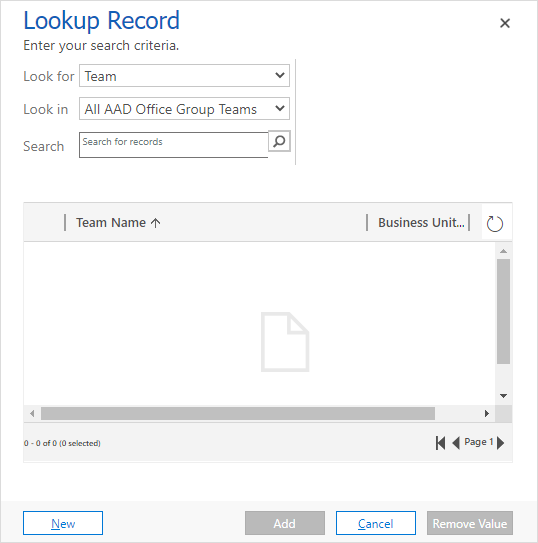 Lookup Record
Enter your search criteria.
Look for Team
Look in All AAD Office Group Teams
Search Search for records
Team Name Business Unit...
0 - 0 of 0 (0 selected) Page 1
New Add Cancel Remove Value